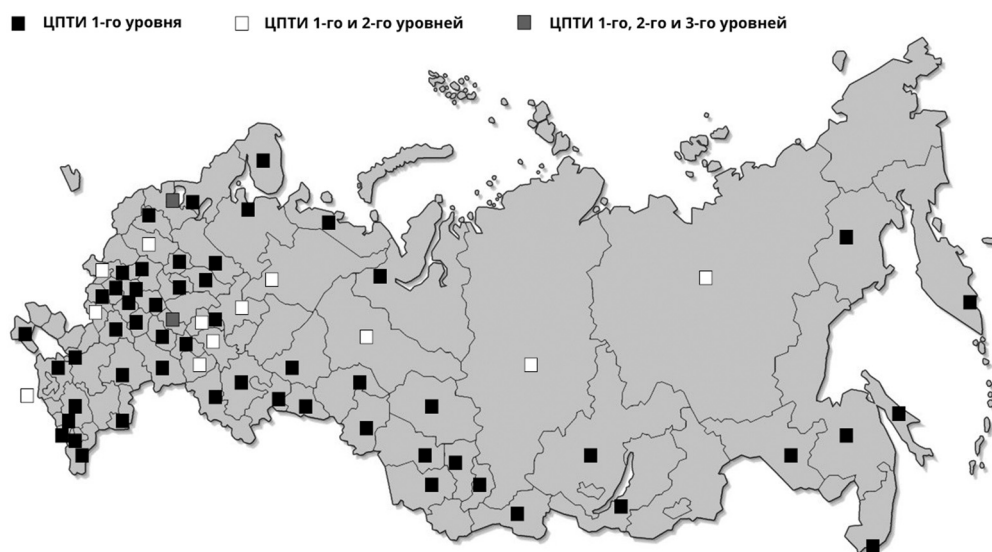 ЦПТИ 1-го уровня
ЦПТИ 1-го и 2-го уровней
ЦПТИ 1-го, 2-го и 3-го уровней